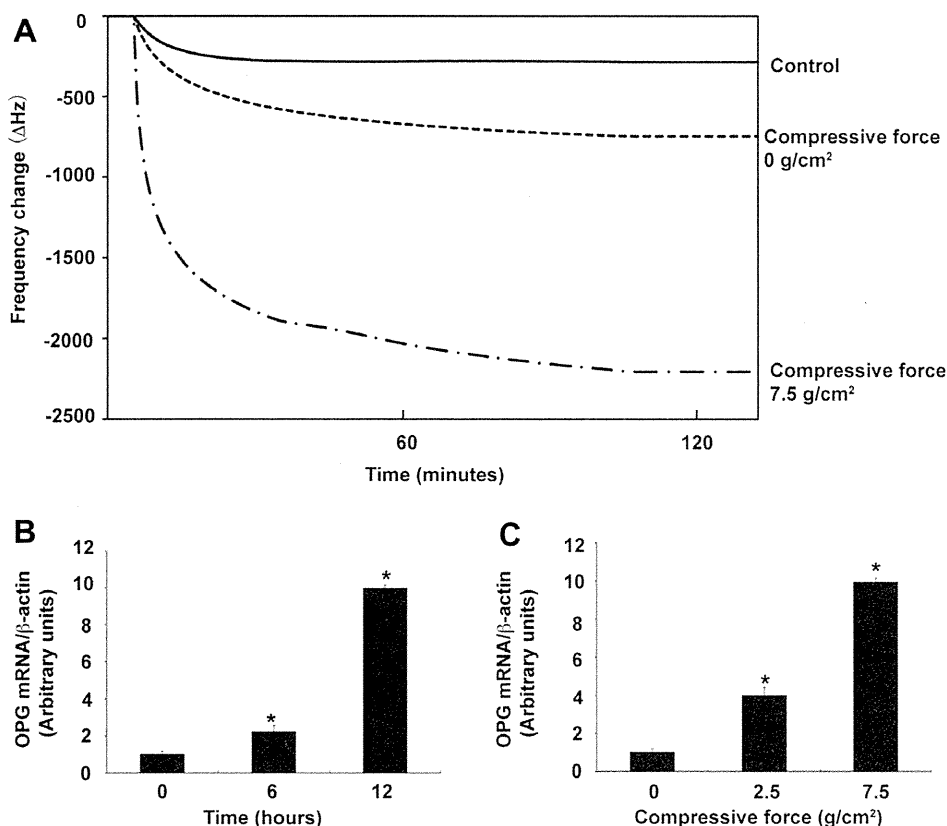 A
0
-500
-1000
-1500
-2000
-2500
Frequency change (ΔHz)
60
120
Time (minutes)
Control
Compressive force
0 g/cm²
Compressive force
7.5 g/cm²
B
12
10
8
6
4
2
0
OPG mRNA/β-actin
(Arbitrary units)
*
*
0
6
12
Time (hours)
C
12
10
8
6
4
2
0
OPG mRNA/β-actin
(Arbitrary units)
*
*
0
2.5
7.5
Compressive force (g/cm²)